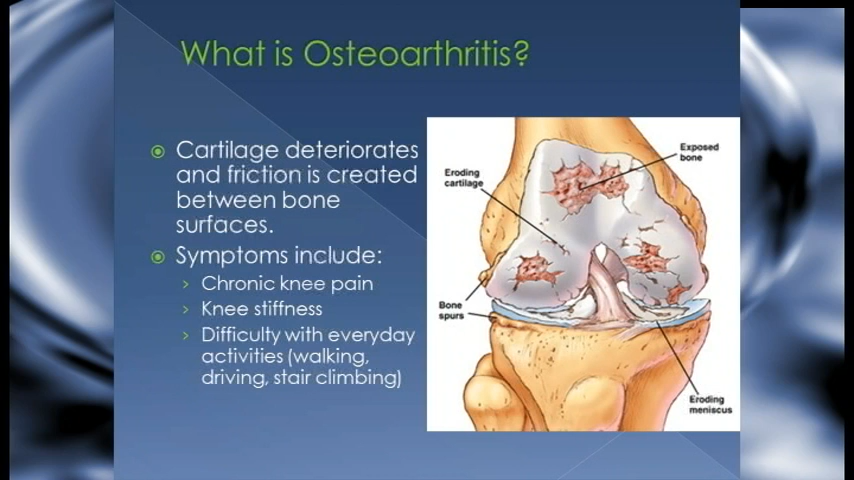 What is Osteoarthritis?
Cartilage deteriorates
and friction is created
between bone
surfaces.
Symptoms include:
Chronic knee pain
Knee stiffness
Difficulty with everyday
activities (walking,
driving, stair climbing)
Exposed
bone
Eroding
cartilage
Bone
spurs
Eroding
meniscus